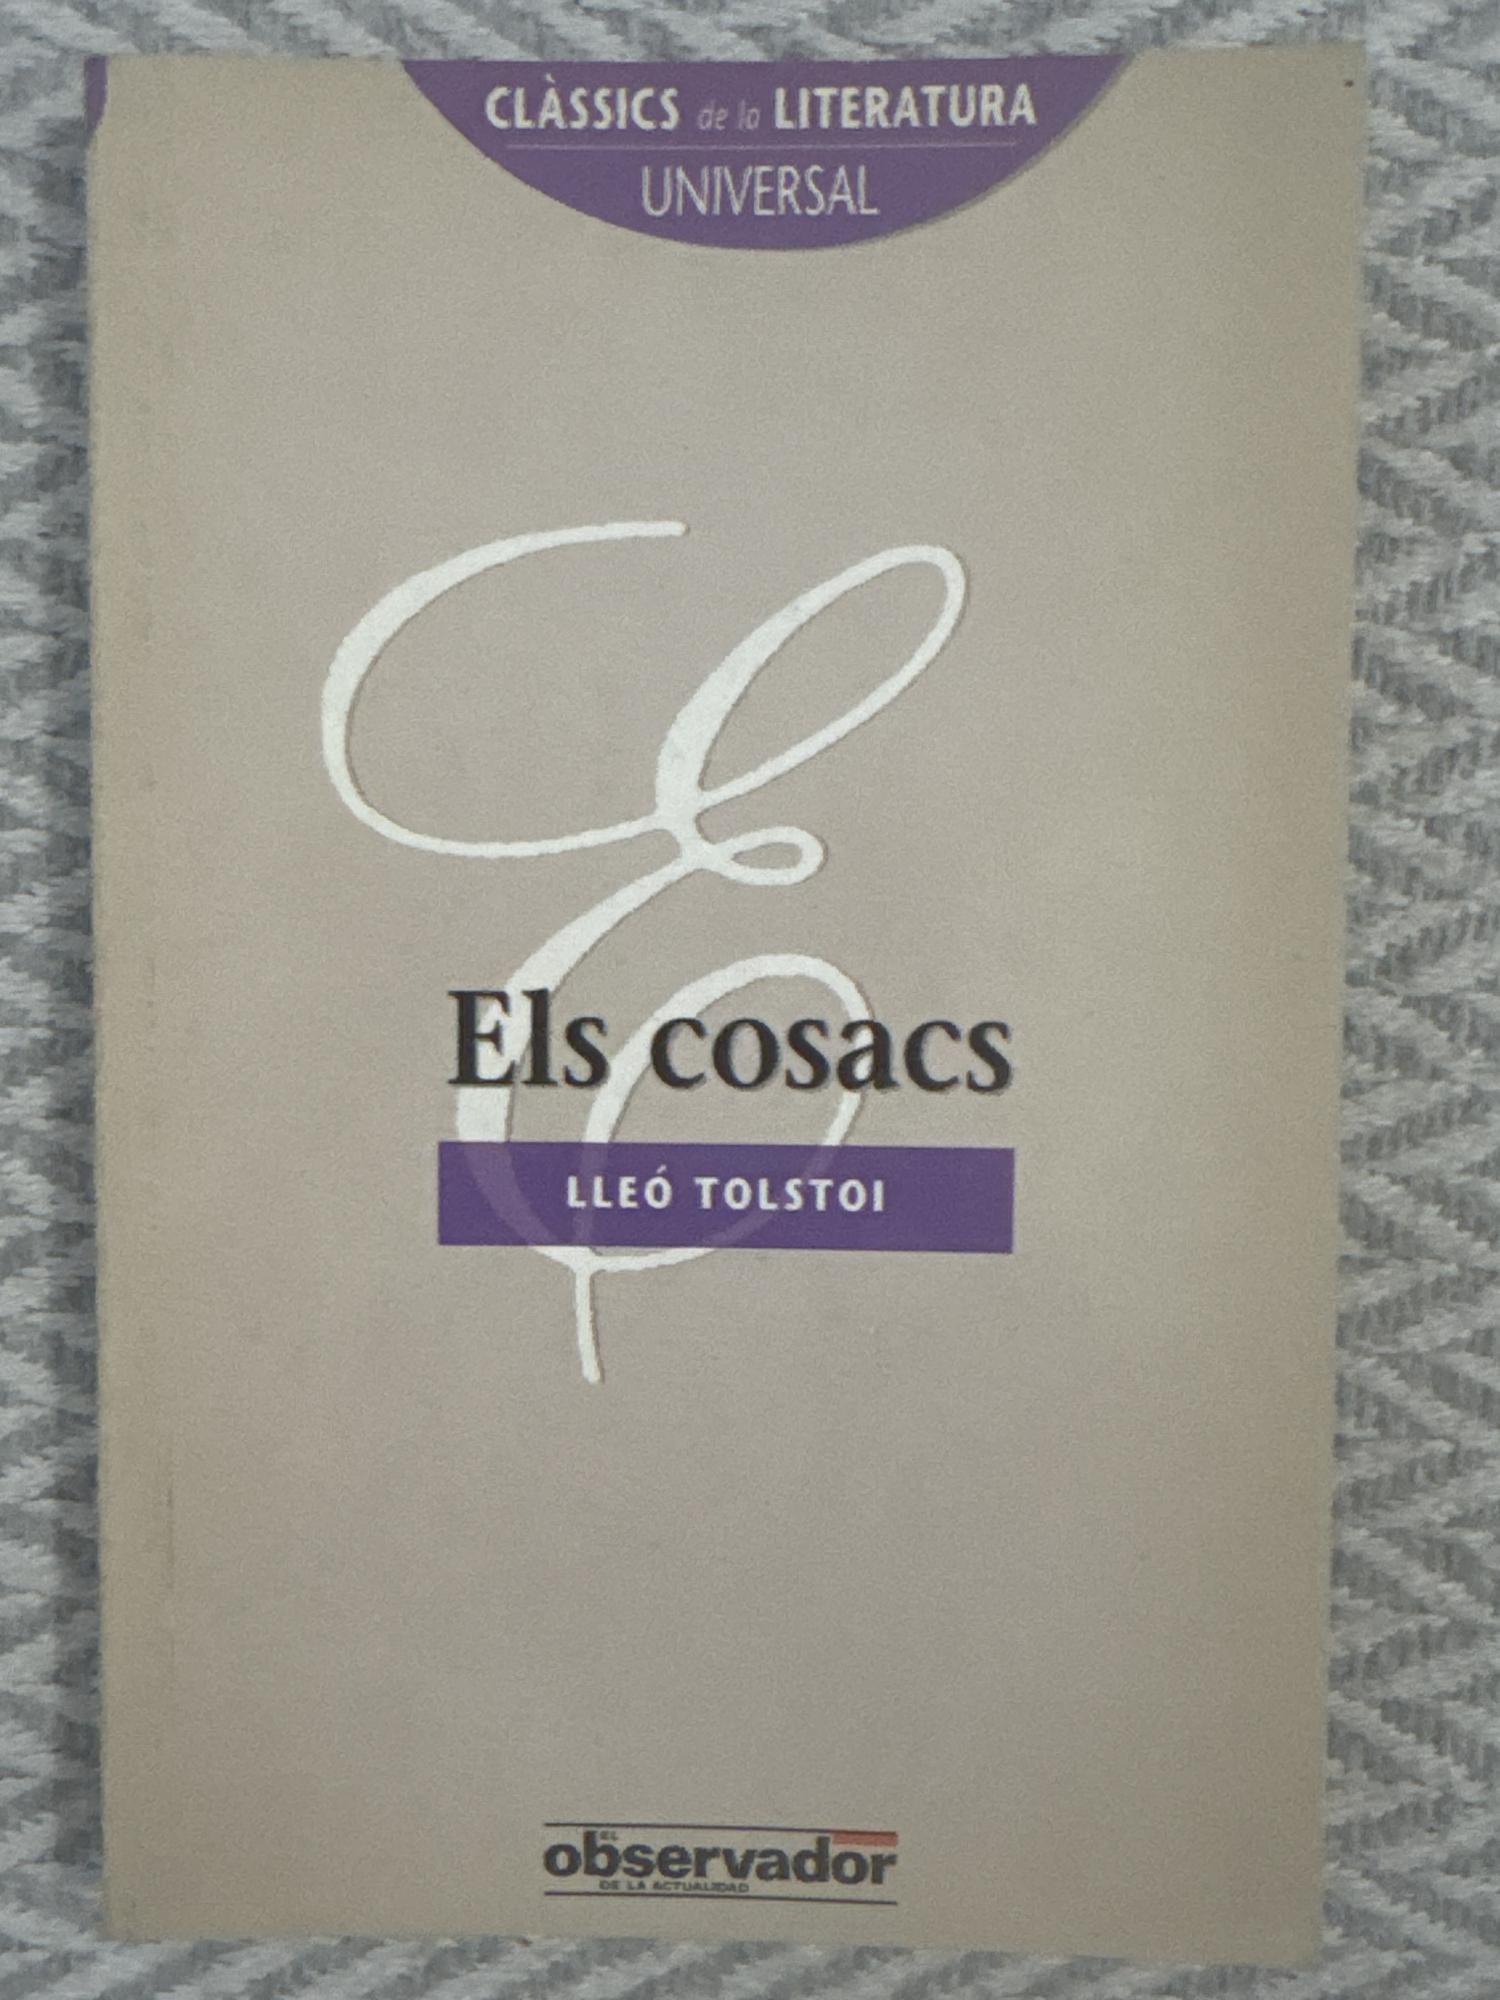 CLÀSSICS de la LITERATURA
UNIVERSAL
Els cosacs
LLEÓ TOLSTOI
EL
observador
DE LA ACTUALIDAD